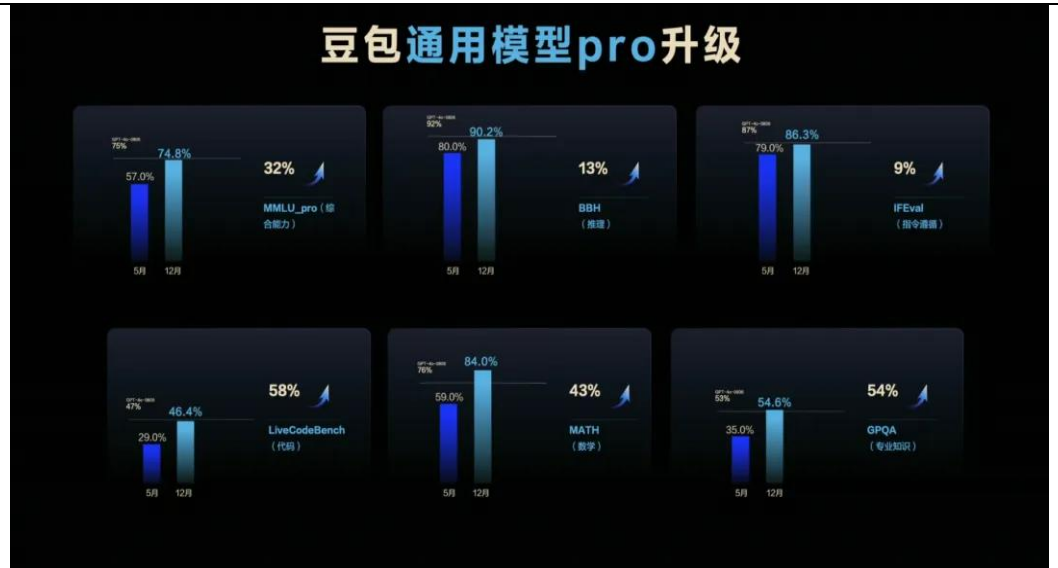 豆包通用模型pro升级
75%
74.8%
57.0%
32%
MMLU_pro（综
合能力）
5月
12月
92%
90.2%
80.0%
13%
BBH
（推理）
5月
12月
87%
86.3%
79.0%
9%
IFEval
（指令遵循）
5月
12月
47%
46.4%
29.0%
58%
LiveCodeBench
（代码）
5月
12月
76%
84.0%
59.0%
43%
MATH
（数学）
5月
12月
53%
54.6%
35.0%
54%
GPQA
（专业知识）
5月
12月